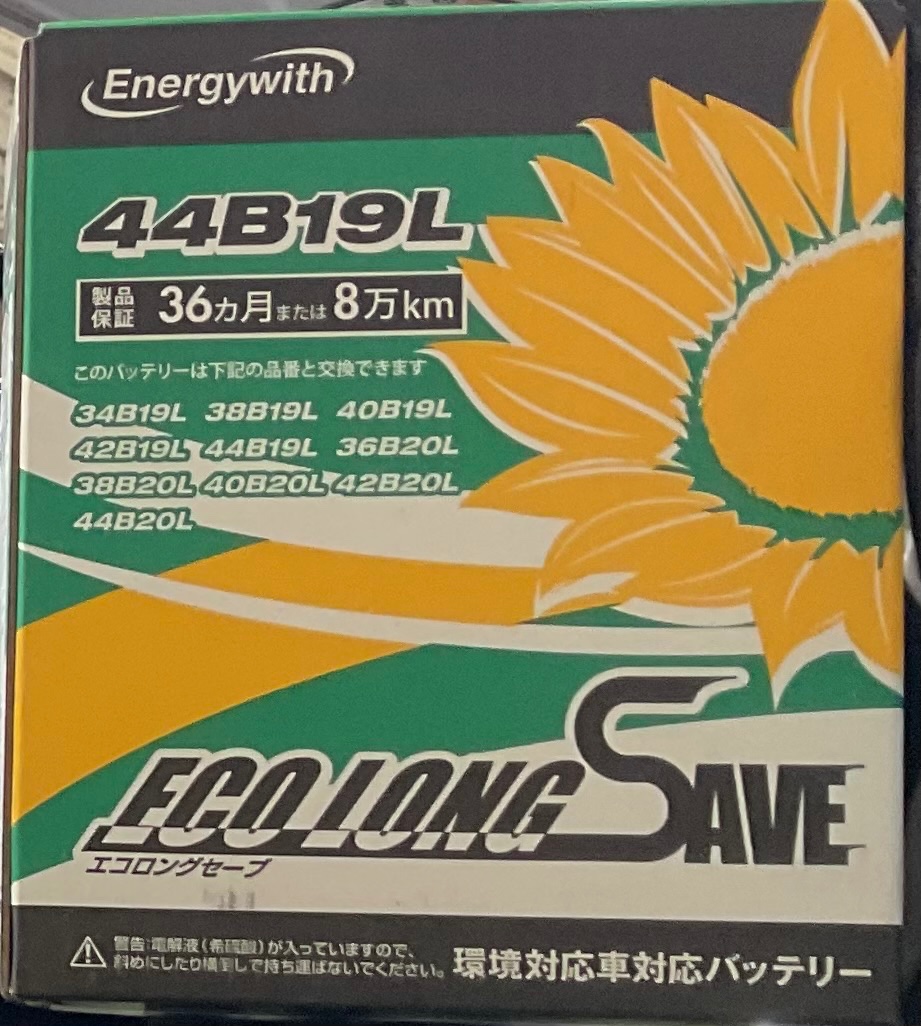 Energywith
44B19L
製品保証 36カ月または8万km
このバッテリーは下記の品番と交換できます
34B19L 38B19L 40B19L
42B19L 44B19L 36B20L
38B20L 40B20L 42B20L
44B20L
ECO LONG SAVE
エコロングセーブ
警告:電解液(希硫酸)が入っていますので、
斜めにしたり横倒しで持ち運ばないでください。
環境対応車対応バッテリー